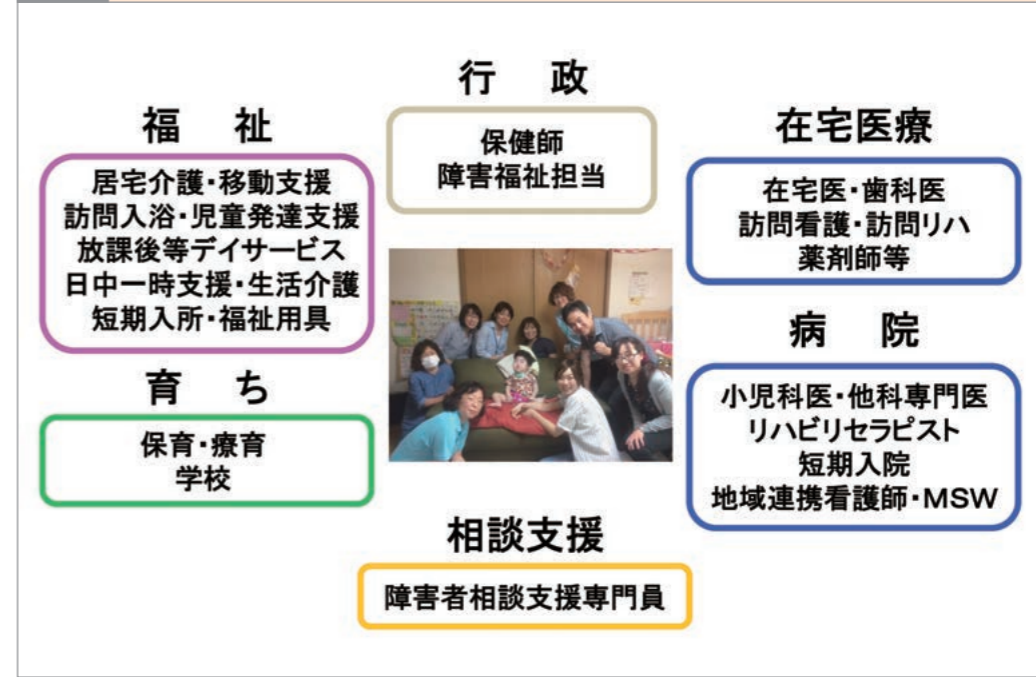 行 政
保健師
障害福祉担当
福 祉
居宅介護・移動支援
訪問入浴・児童発達支援
放課後等デイサービス
日中一時支援・生活介護
短期入所・福祉用具
在宅医療
在宅医・歯科医
訪問看護・訪問リハ
薬剤師等
育 ち
保育・療育
学校
病 院
小児科医・他科専門医
リハビリセラピスト
短期入院
地域連携看護師・MSW
相談支援
障害者相談支援専門員